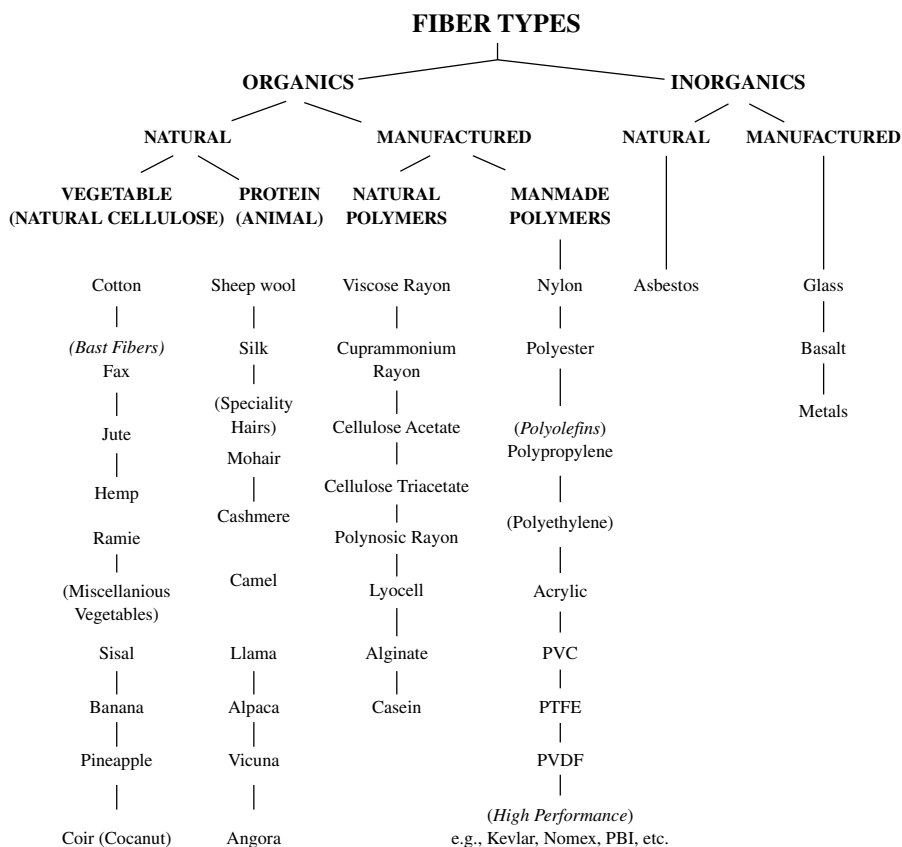 FIBER TYPES
ORGANICS
INORGANICS
NATURAL
MANUFACTURED
NATURAL
MANUFACTURED
VEGETABLE
(NATURAL CELLULOSE)
PROTEIN
(ANIMAL)
NATURAL
POLYMERS
MANMADE
POLYMERS
Cotton
(Bast Fibers)
Fax
Jute
Hemp
Ramie
(Miscellanious
Vegetables)
Sisal
Banana
Pineapple
Coir (Cocanut)
Sheep wool
Silk
(Speciality
Hairs)
Mohair
Cashmere
Camel
Llama
Alpaca
Vicuna
Angora
Viscose Rayon
Cuprammonium
Rayon
Cellulose Acetate
Cellulose Triacetate
Polynosic Rayon
Lyocell
Alginate
Casein
Nylon
Polyester
(Polyolefins)
Polypropylene
(Polyethylene)
Acrylic
PVC
PTFE
PVDF
(High Performance)
e.g., Kevlar, Nomex, PBI, etc.
Asbestos
Glass
Basalt
Metals